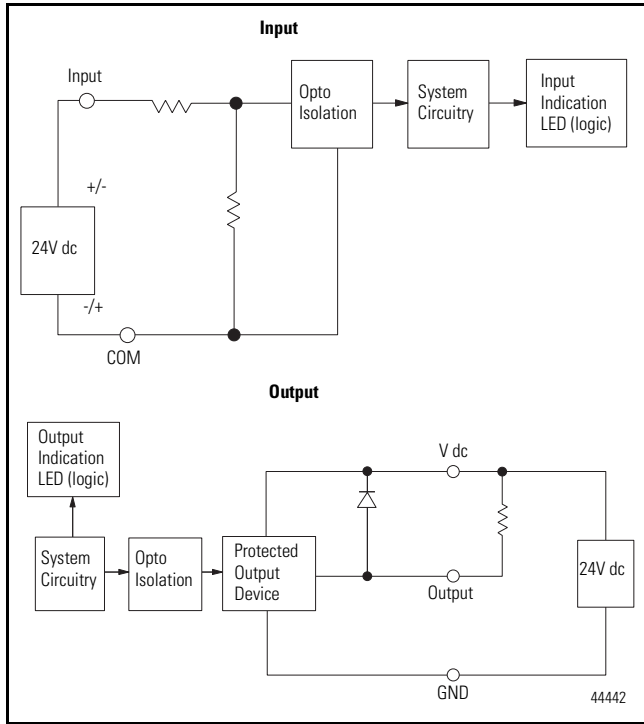 Input
Input
Opto
Isolation
System
Circuitry
Input
Indication
LED (logic)
+/-
24V dc
-/+
COM
Output
Output
Indication
LED (logic)
V dc
System
Circuitry
Opto
Isolation
Protected
Output
Device
Output
24V dc
GND
44442